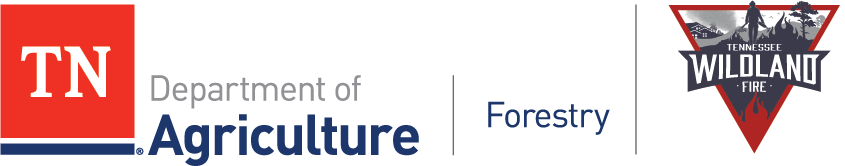 TN
®
Department of
Agriculture
Forestry
TENNESSEE
WILDLAND
· FIRE ·